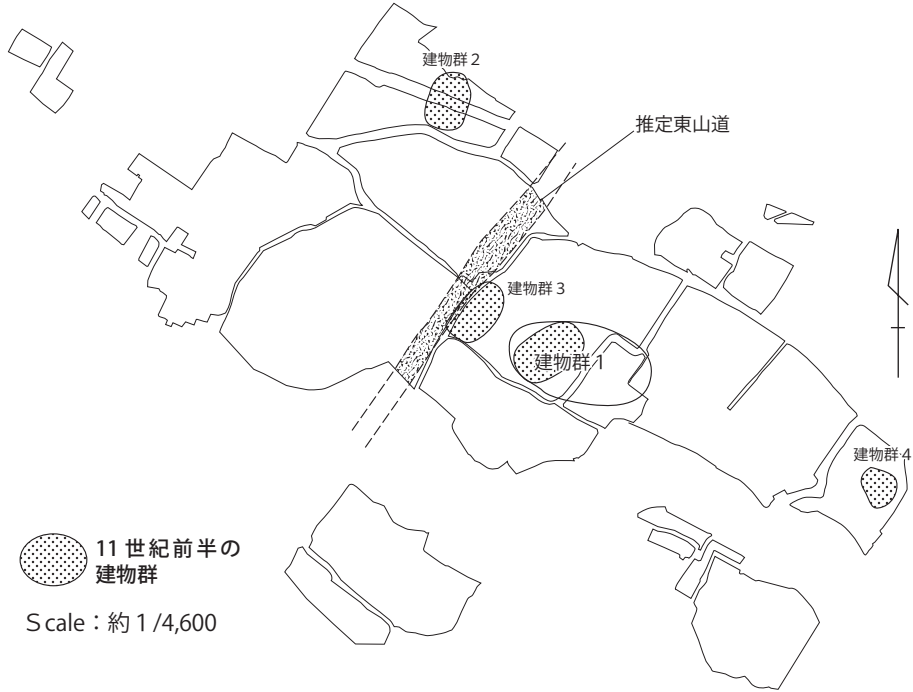 建物群２
推定東山道
建物群３
建物群１
建物群４
11 世紀前半の
建物群
Ｓcale：約 1 /4,600